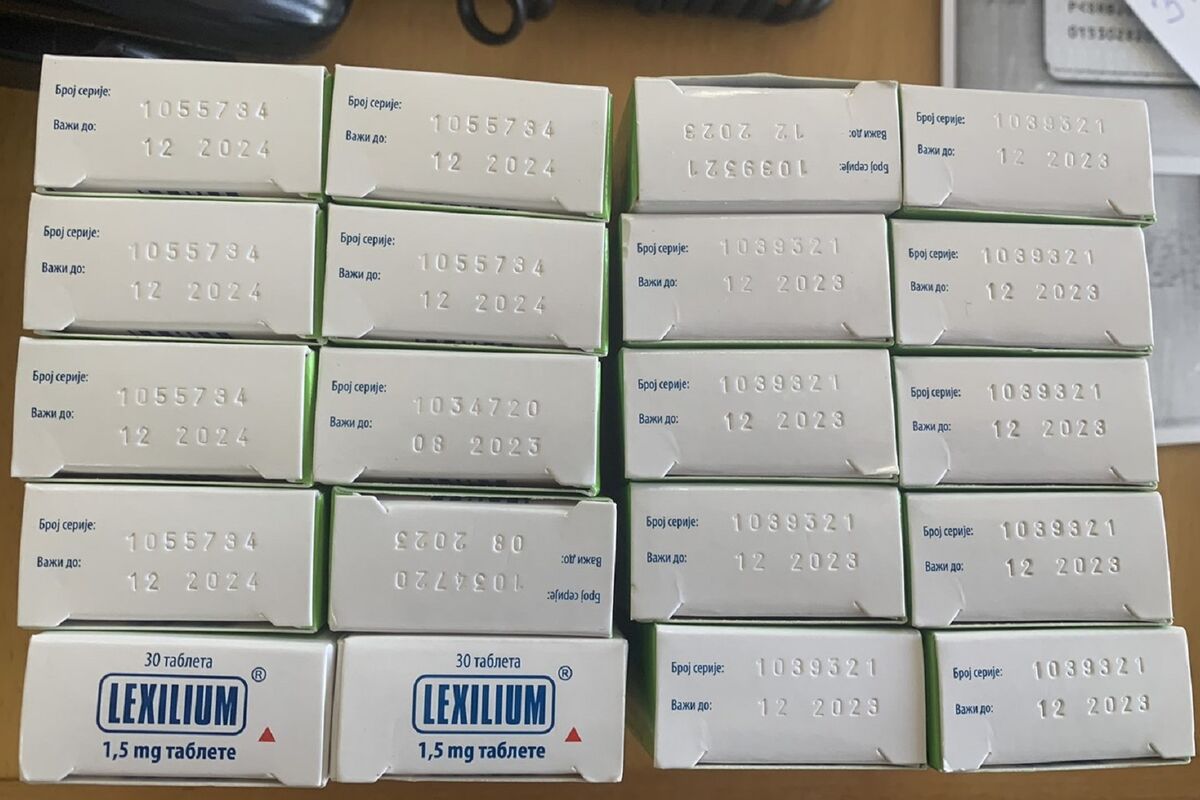 Број серије: 1055734
Важи до: 12 2024
Број серије: 1055734
Важи до: 12 2024
Важи до: 12 2023
Број серије: 1039321
Број серије: 1039321
Важи до: 12 2023
Број серије: 1055734
Важи до: 12 2024
Број серије: 1055734
Важи до: 12 2024
Број серије: 1039321
Важи до: 12 2023
Број серије: 1039321
Важи до: 12 2023
Број серије: 1055734
Важи до: 12 2024
Број серије: 1034720
Важи до: 08 2023
Број серије: 1039321
Важи до: 12 2023
Број серије: 1039321
Важи до: 12 2023
Број серије: 1055734
Важи до: 12 2024
Број серије: 1034720
Важи до: 08 2023
Број серије: 1039321
Важи до: 12 2023
Број серије: 1039321
Важи до: 12 2023
30 таблета
LEXILIUM®
1,5 mg таблете
30 таблета
LEXILIUM®
1,5 mg таблете
Број серије: 1039321
Важи до: 12 2023
Број серије: 1039321
Важи до: 12 2023